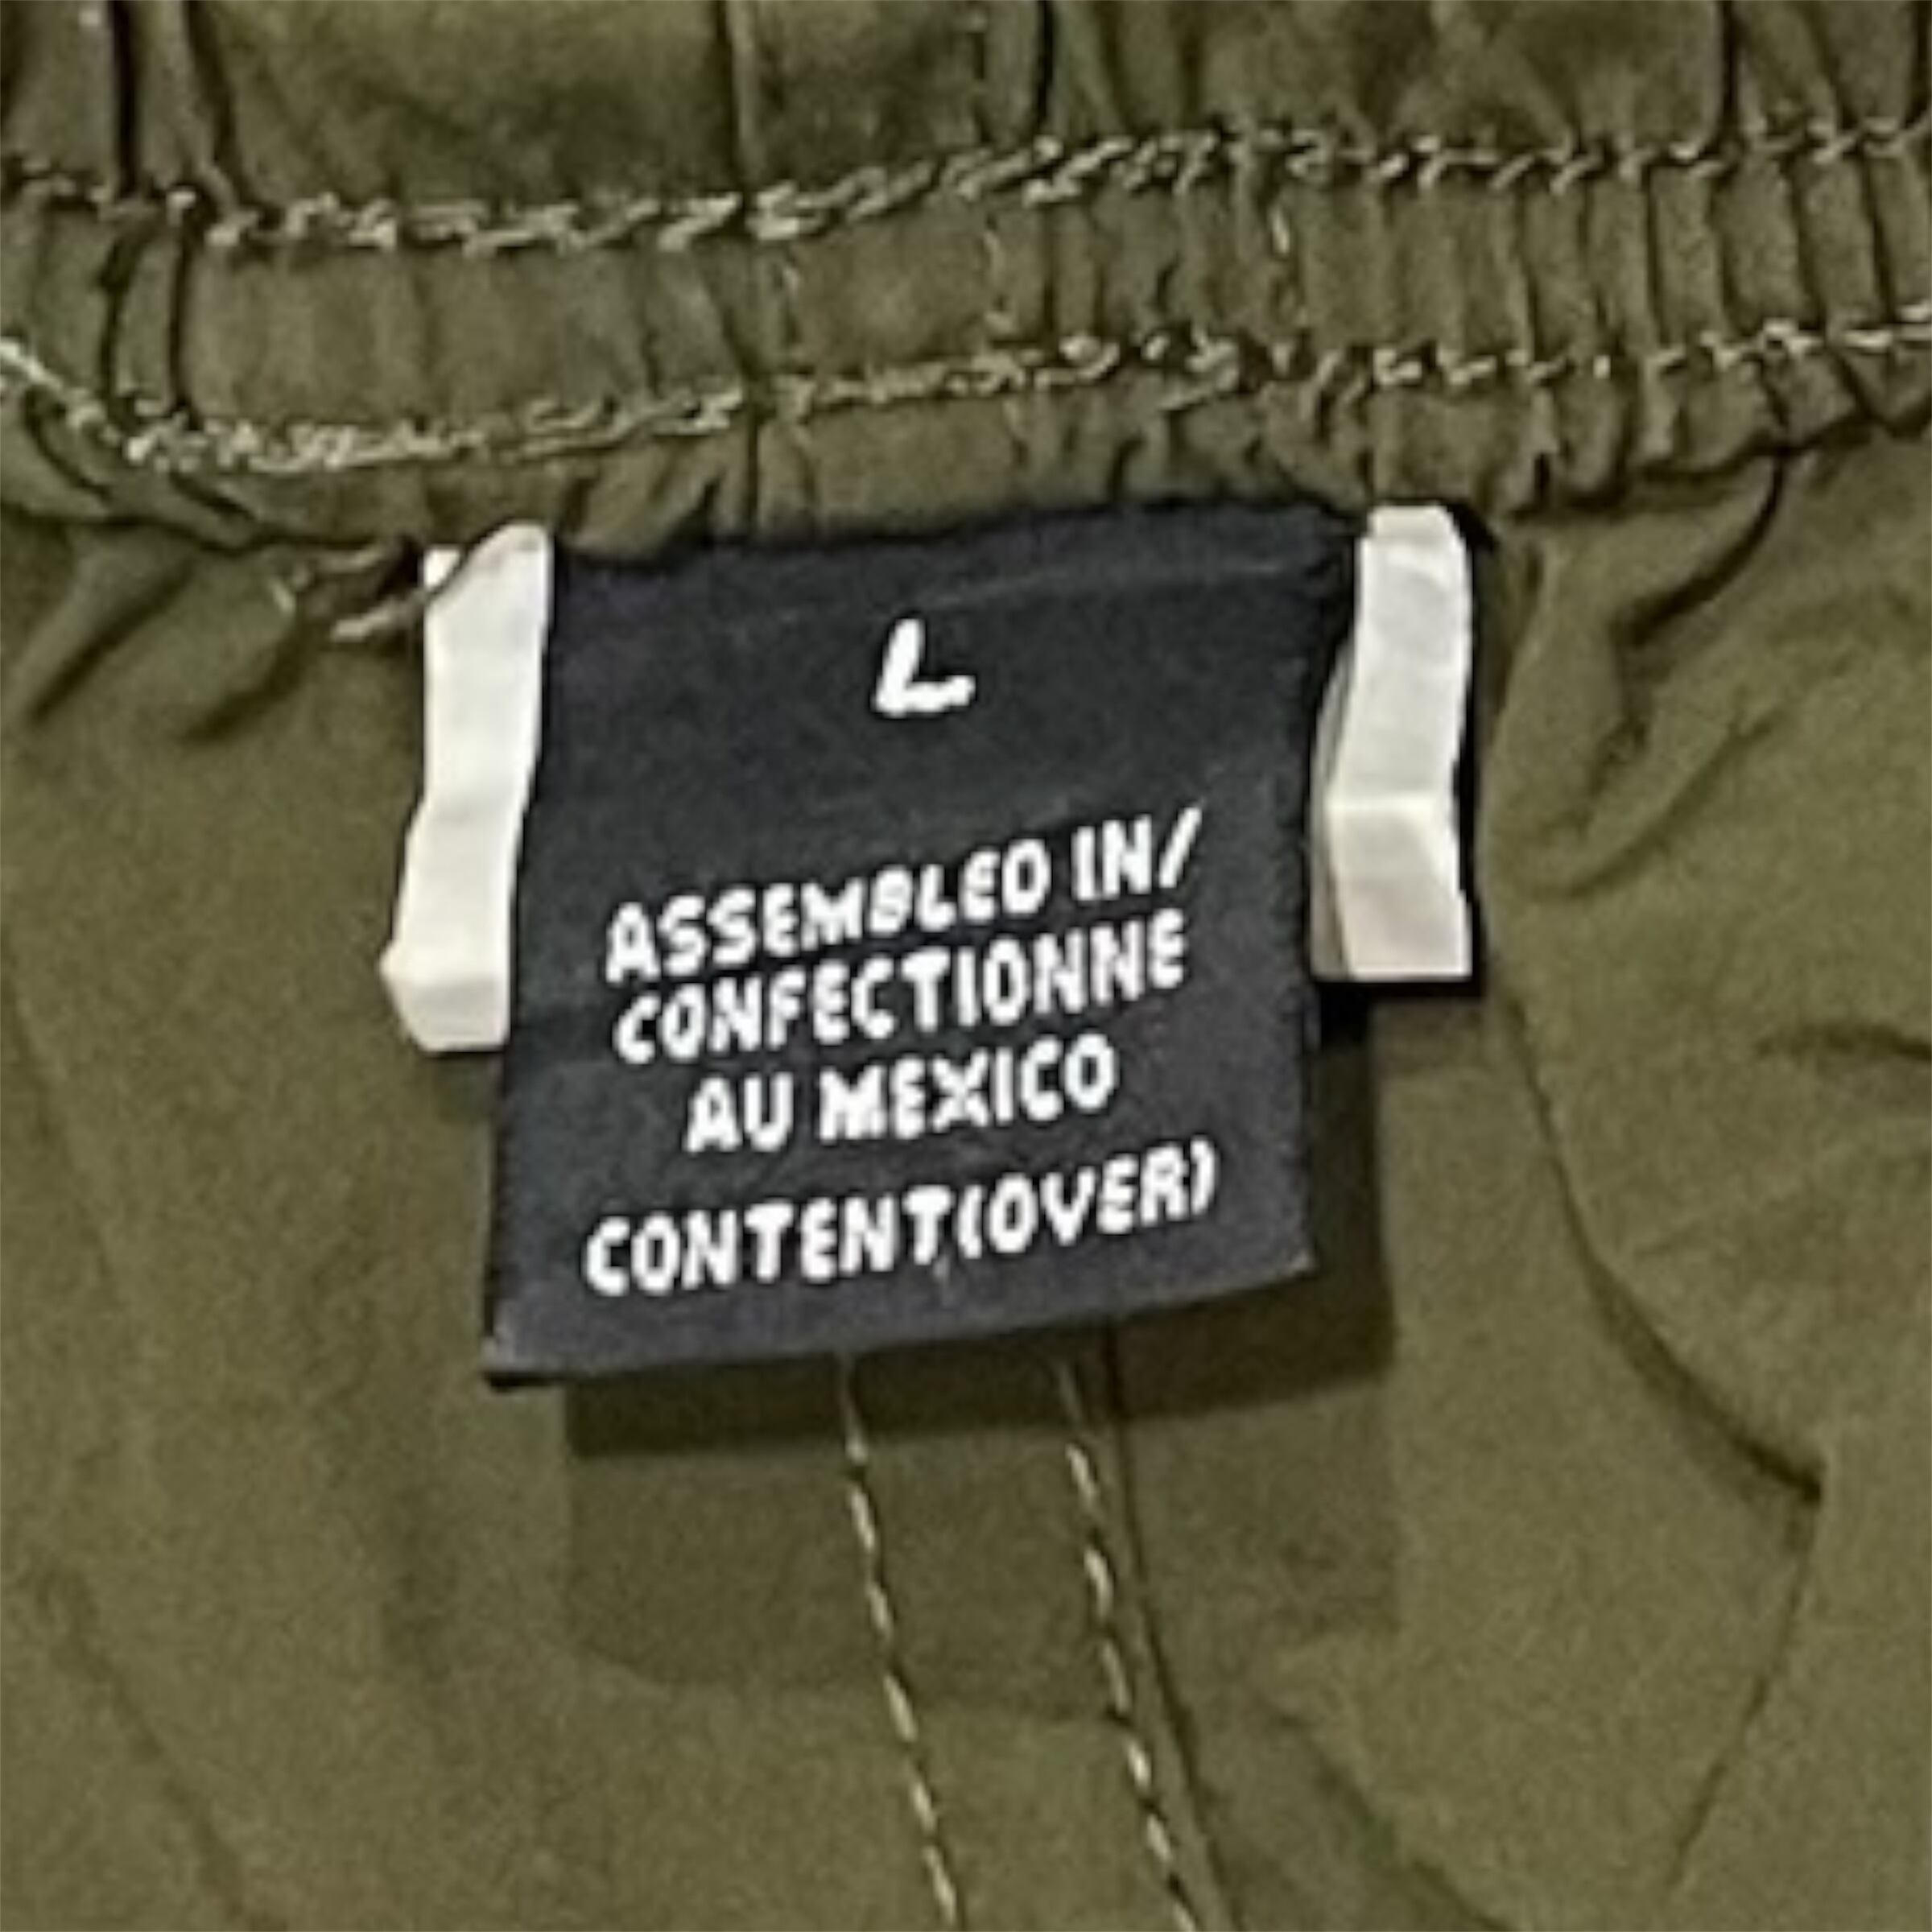 L
ASSEMBLED IN/
CONFECTIONNE
AU MEXICO
CONTENT(OVER)